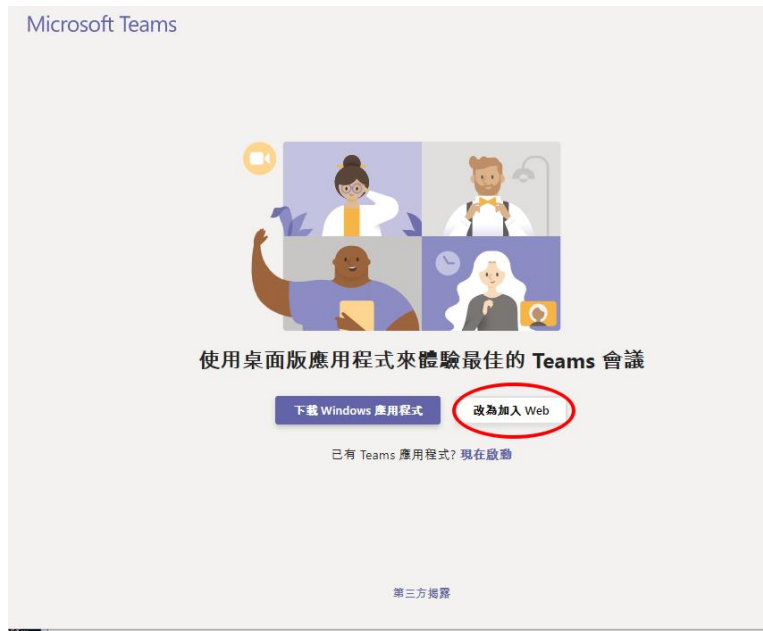 Microsoft Teams
使用桌面版應用程式來體驗最佳的 Teams 會議
下載 Windows 應用程式
改為加入 Web
已有 Teams 應用程式? 現在啟動
第三方揭露